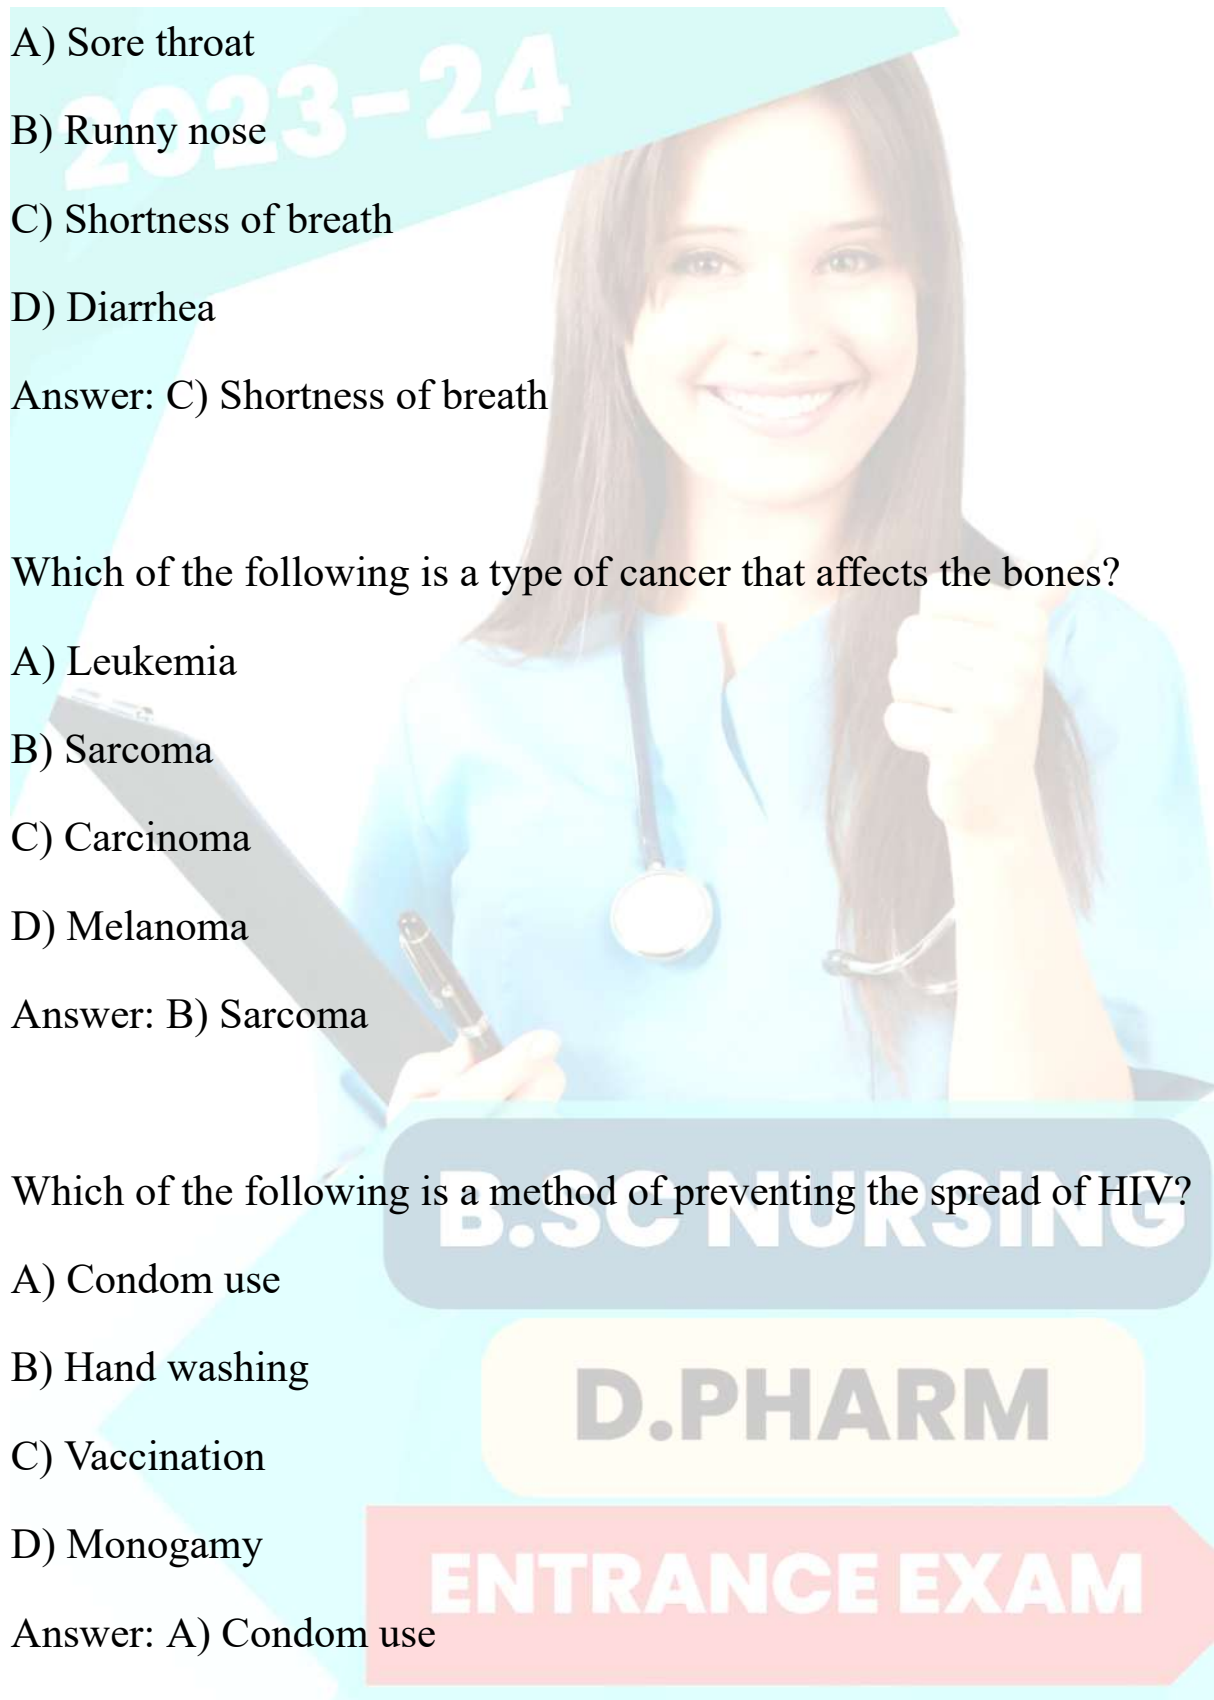 2023-24
A) Sore throat
B) Runny nose
C) Shortness of breath
D) Diarrhea
Answer: C) Shortness of breath
Which of the following is a type of cancer that affects the bones?
A) Leukemia
B) Sarcoma
C) Carcinoma
D) Melanoma
Answer: B) Sarcoma
Which of the following is a method of preventing the spread of HIV?
B.SC NURSING
A) Condom use
B) Hand washing
D.PHARM
C) Vaccination
D) Monogamy
ENTRANCE EXAM
Answer: A) Condom use